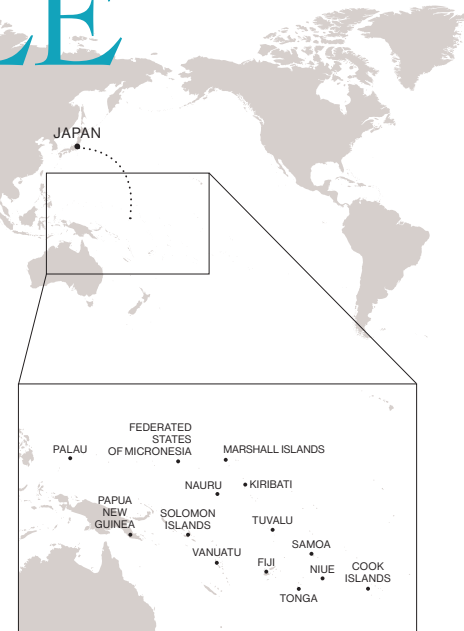 LE
JAPAN
FEDERATED
STATES
OF MICRONESIA
PALAU
MARSHALL ISLANDS
NAURU
KIRIBATI
PAPUA
NEW
GUINEA
SOLOMON
ISLANDS
TUVALU
VANUATU
SAMOA
FIJI
NIUE
COOK
ISLANDS
TONGA